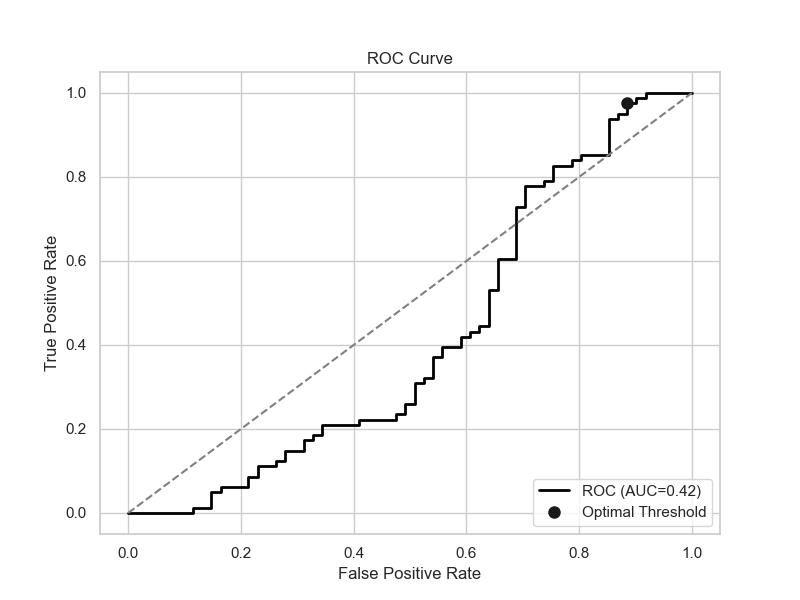 ROC Curve
True Positive Rate
1.0
0.8
0.6
0.4
0.2
0.0
0.0 0.2 0.4 0.6 0.8 1.0
False Positive Rate
ROC (AUC=0.42)
Optimal Threshold